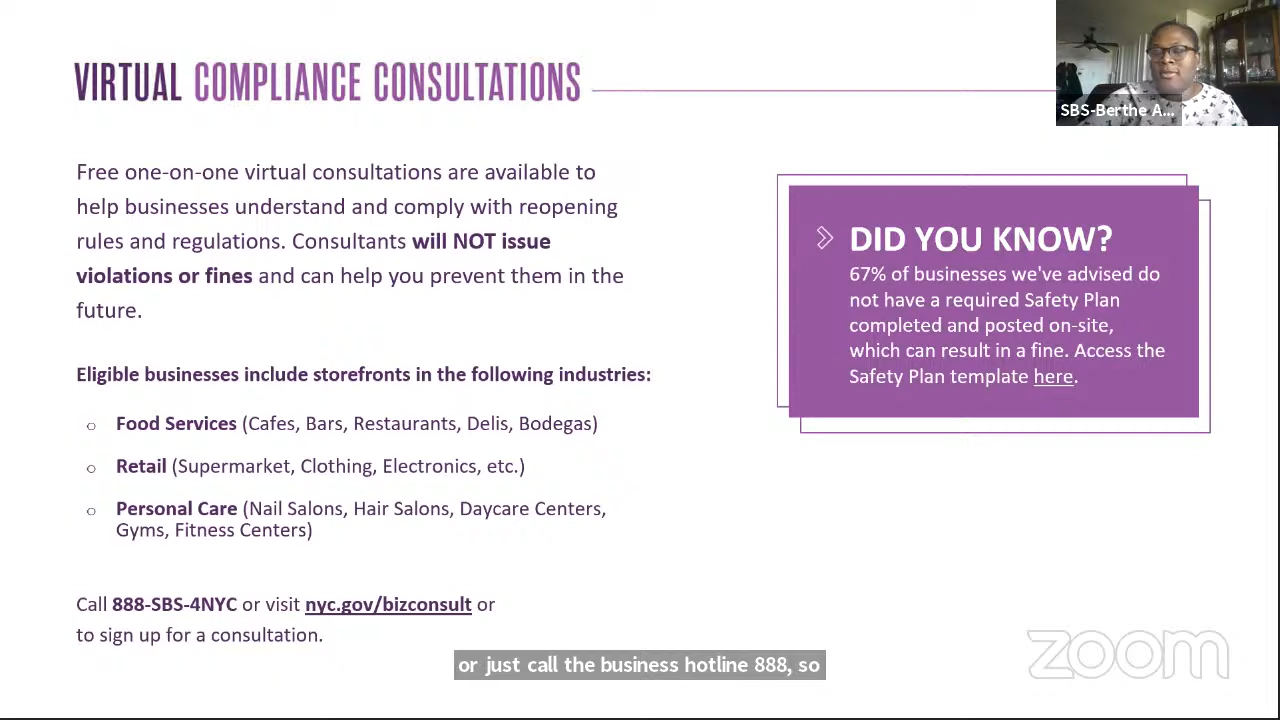 VIRTUAL COMPLIANCE CONSULTATIONS
SBS-Berthe A...
Free one-on-one virtual consultations are available to
help businesses understand and comply with reopening
rules and regulations. Consultants will NOT issue
violations or fines and can help you prevent them in the
future.
Eligible businesses include storefronts in the following industries:
Food Services (Cafes, Bars, Restaurants, Delis, Bodegas)
Retail (Supermarket, Clothing, Electronics, etc.)
Personal Care (Nail Salons, Hair Salons, Daycare Centers,
Gyms, Fitness Centers)
Call 888-SBS-4NYC or visit nyc.gov/bizconsult or
to sign up for a consultation.
DID YOU KNOW?
67% of businesses we've advised do
not have a required Safety Plan
completed and posted on-site,
which can result in a fine. Access the
Safety Plan template here.
or just call the business hotline 888, so
zoom